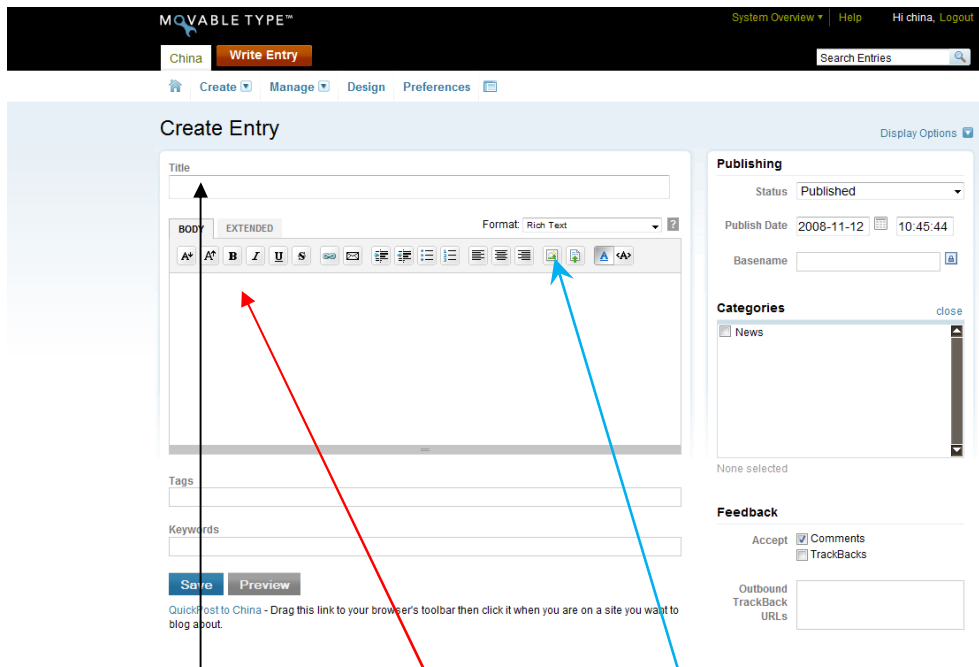 MOVABLE TYPE™
System Overview ▾ Help Hi china, Logout
China Write Entry Search Entries
Create Manage Design Preferences
Create Entry
Display Options
Title
BODY EXTENDED Format: Rich Text ?
B I U S A <A>
Tags
Keywords
Save Preview
QuickPost to China - Drag this link to your browser's toolbar then click it when you are on a site you want to
blog about.
Publishing
Status Published
Publish Date 2008-11-12 10:45:44
Basename
Categories close
News
None selected
Feedback
Accept Comments
TrackBacks
Outbound
TrackBack
URLs